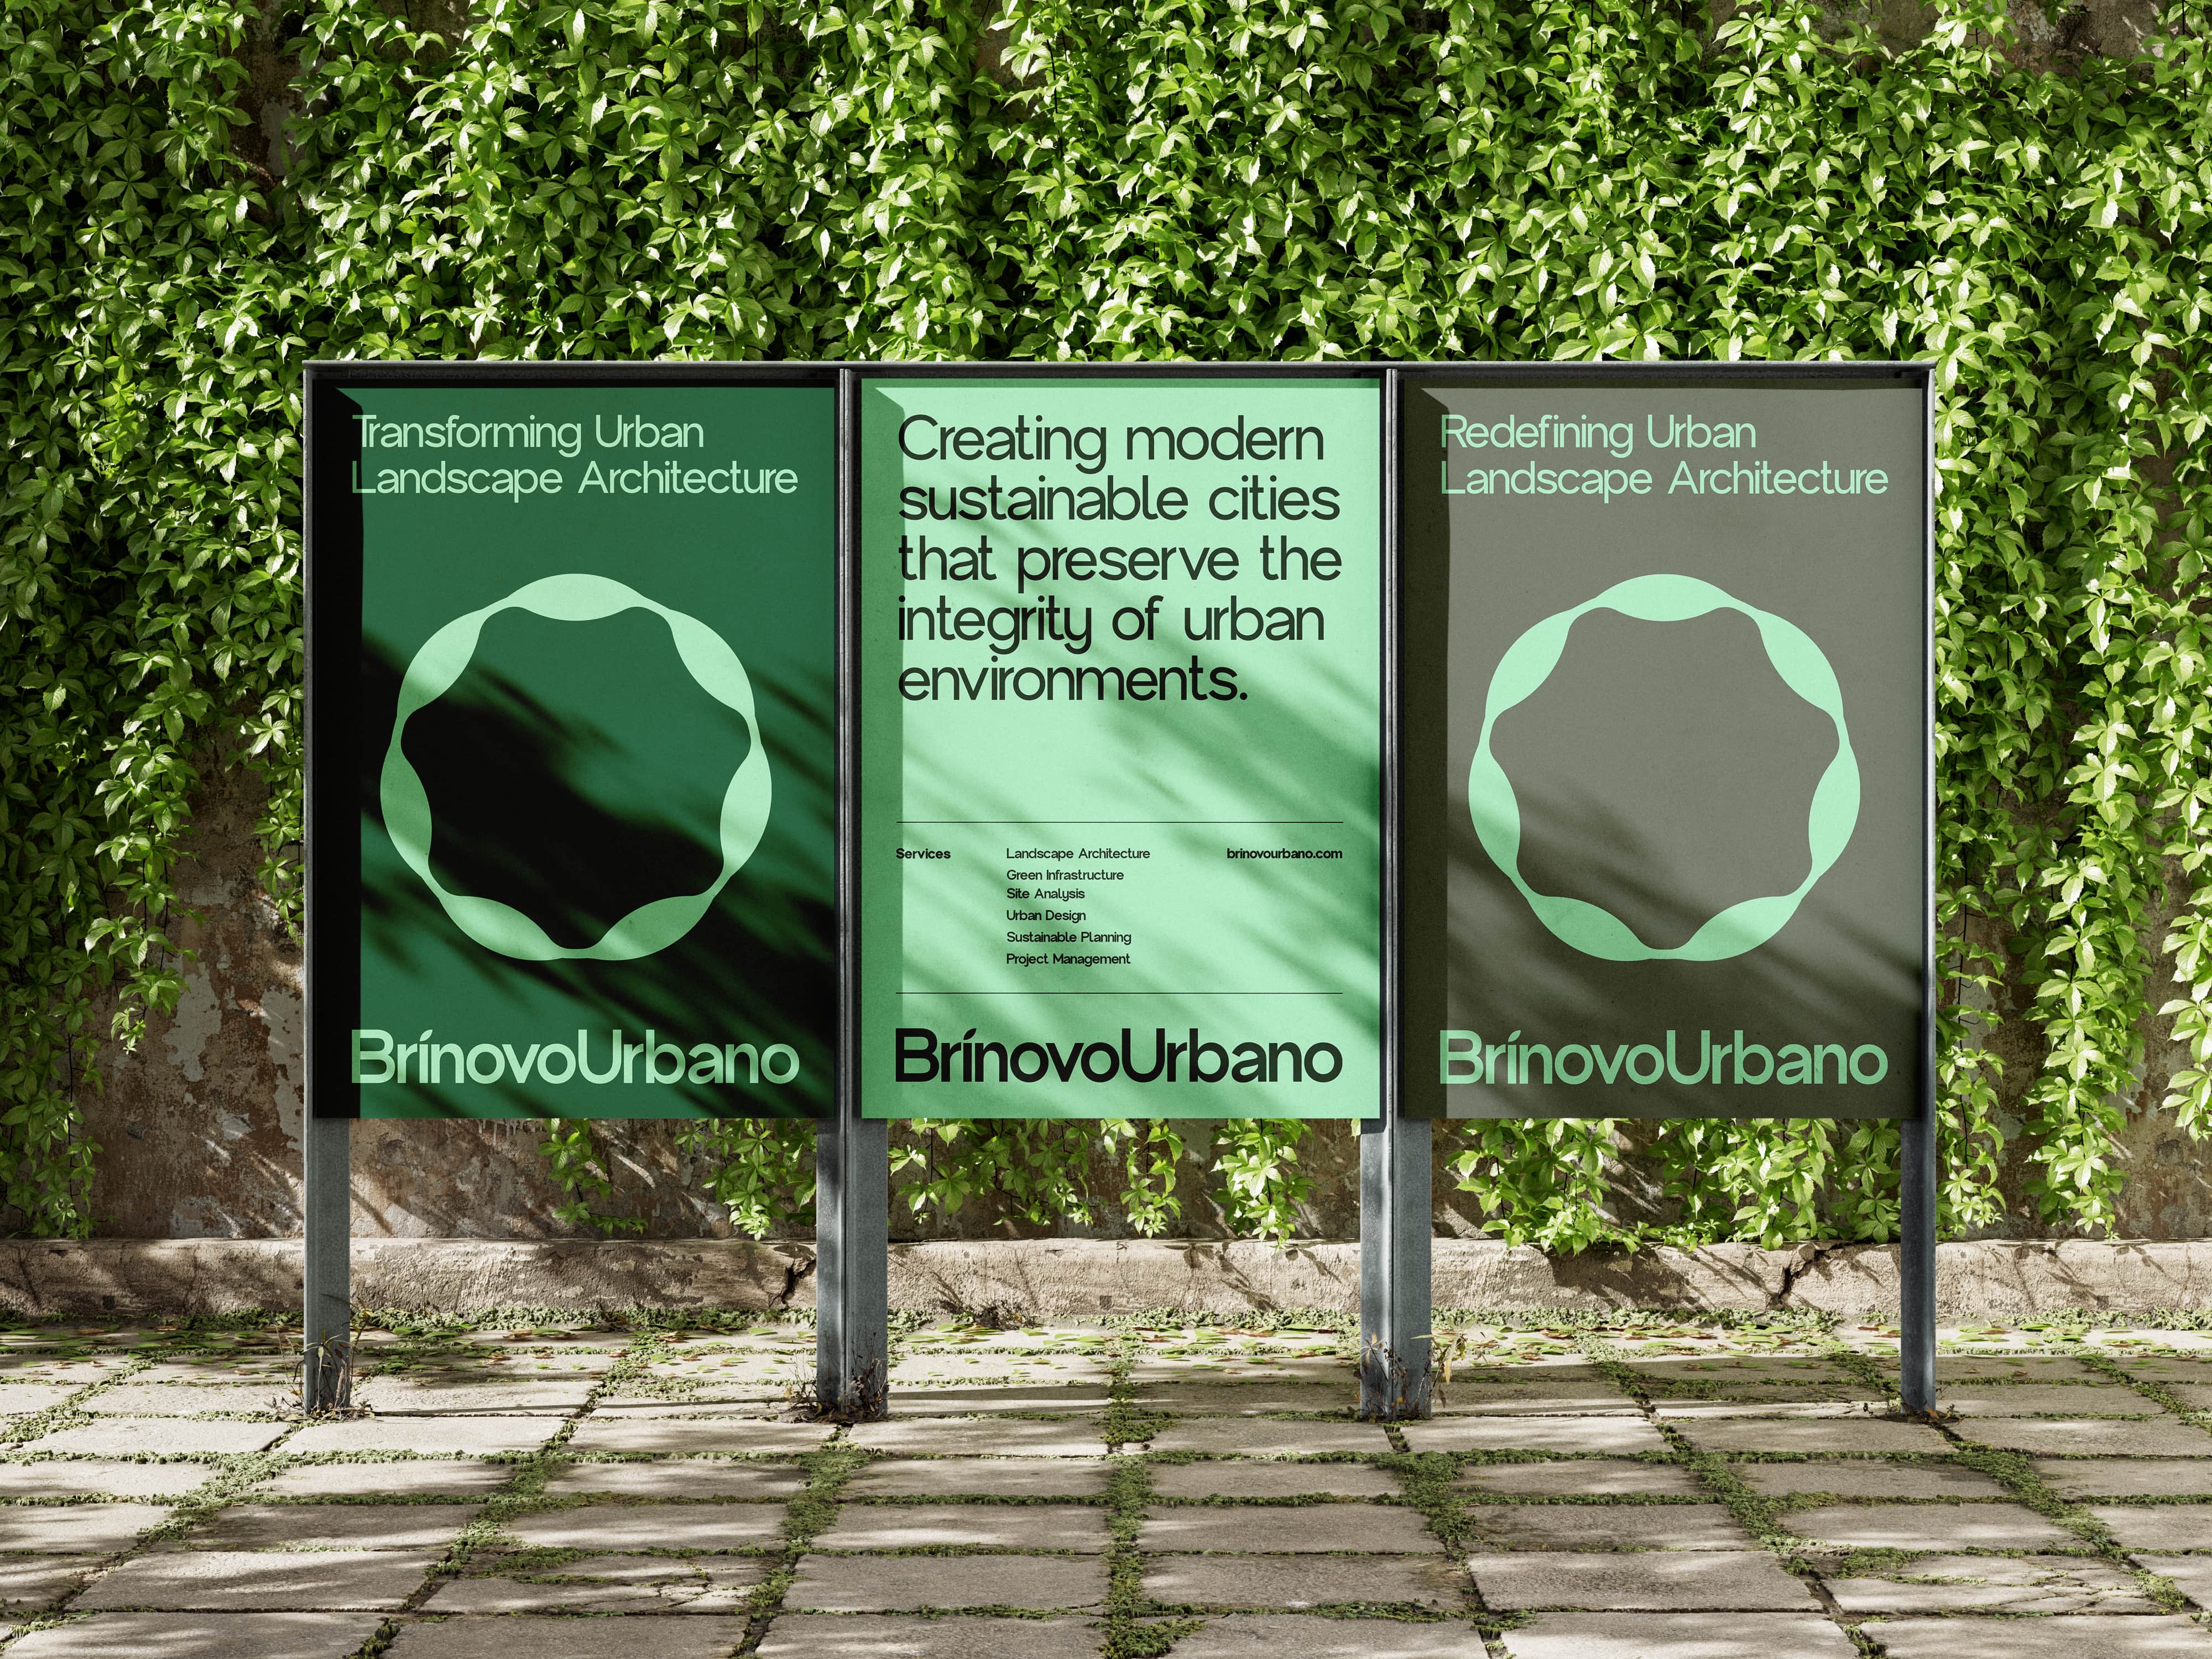 Transforming Urban
Landscape Architecture
BrínovoUrbano
Creating modern
sustainable cities
that preserve the
integrity of urban
environments.
Services
Landscape Architecture
Green Infrastructure
Site Analysis
Urban Design
Sustainable Planning
Project Management
brinovourbano.com
BrínovoUrbano
Redefining Urban
Landscape Architecture
BrínovoUrbano